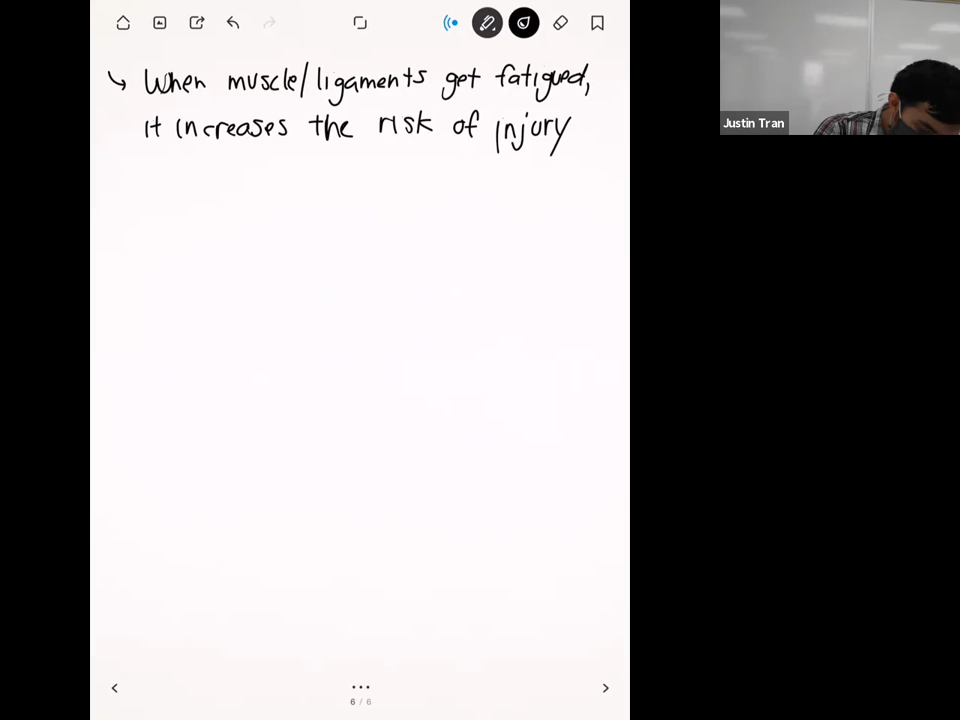 ↳ When muscle/ligaments get fatigued,
it increases the risk of injury
Justin Tran
6 / 6